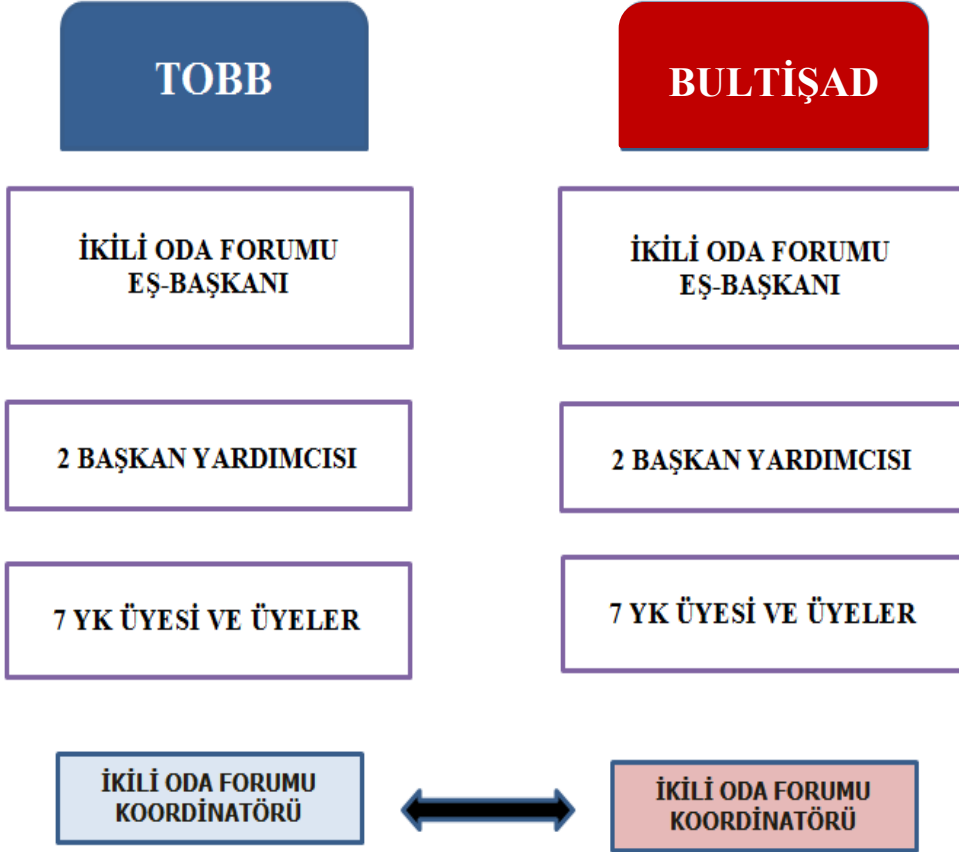 TOBB
BULTİŞAD
İKİLİ ODA FORUMU
EŞ-BAŞKANI
İKİLİ ODA FORUMU
EŞ-BAŞKANI
2 BAŞKAN YARDIMCISI
2 BAŞKAN YARDIMCISI
7 YK ÜYESİ VE ÜYELER
7 YK ÜYESİ VE ÜYELER
İKİLİ ODA FORUMU
KOORDİNATÖRÜ
İKİLİ ODA FORUMU
KOORDİNATÖRÜ